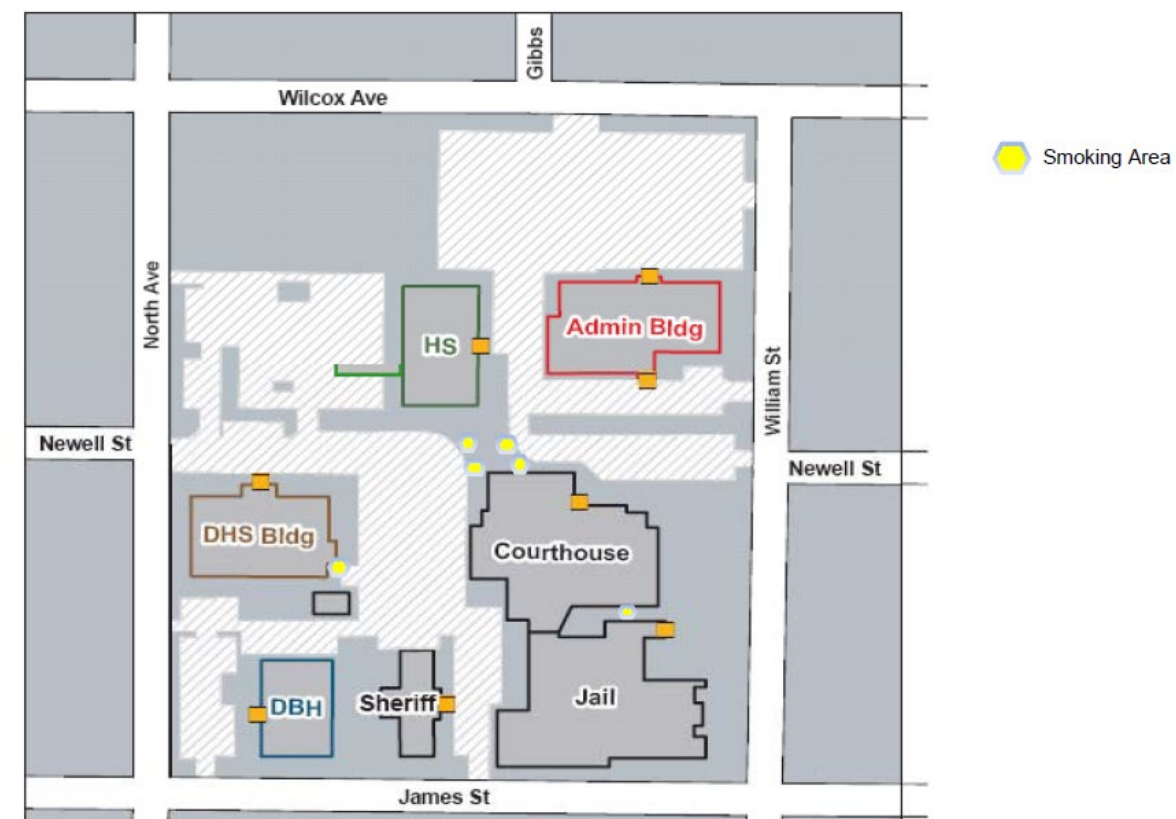 Gibbs
Wilcox Ave
Smoking Area
North Ave
Admin Bldg
HS
William St
Newell St
Newell St
DHS Bldg
Courthouse
Sheriff
DBH
Jail
James St